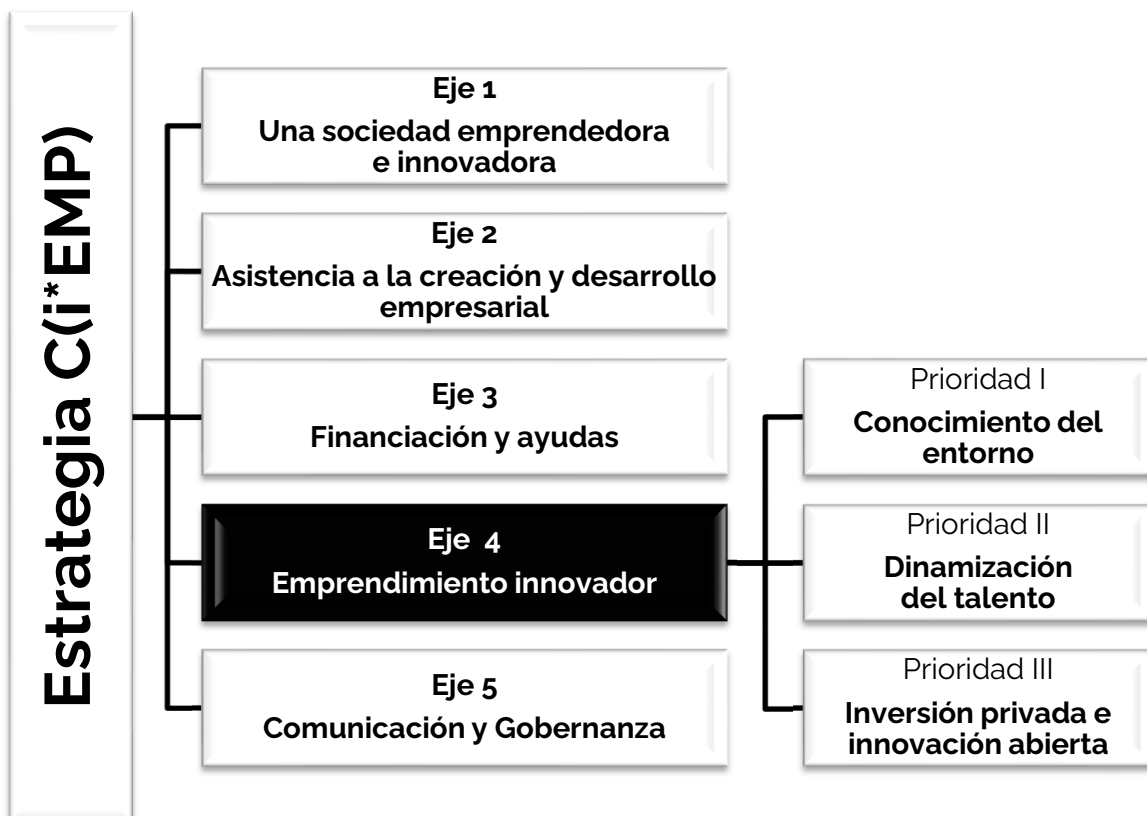 Estrategia C(i*EMP)
Eje 1
Una sociedad emprendedora
e innovadora
Eje 2
Asistencia a la creación y desarrollo
empresarial
Eje 3
Financiación y ayudas
Eje 4
Emprendimiento innovador
Eje 5
Comunicación y Gobernanza
Prioridad I
Conocimiento del
entorno
Prioridad II
Dinamización
del talento
Prioridad III
Inversión privada e
innovación abierta